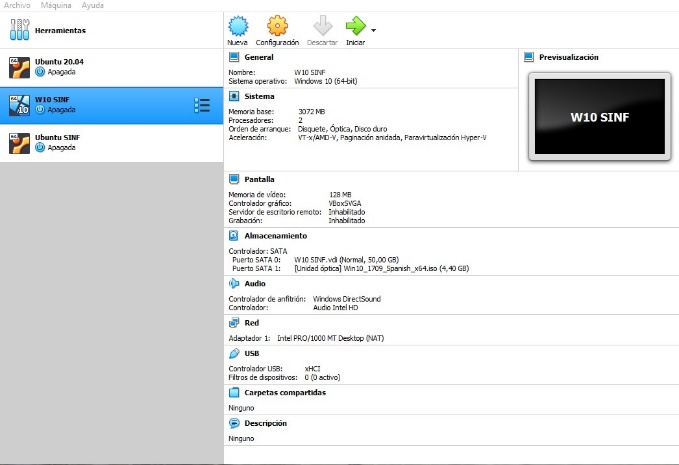 Archivo Máquina Ayuda
Herramientas
Nueva Configuración Descartar Iniciar
Ubuntu 20.04
Apagada
W10 SINF
Apagada
Ubuntu SINF
Apagada
General
Nombre: W10 SINF
Sistema operativo: Windows 10 (64-bit)
Sistema
Memoria base: 3072 MB
Procesadores: 2
Orden de arranque: Disquete, Óptica, Disco duro
Aceleración: VT-x/AMD-V, Paginación anidada, Paravirtualización Hyper-V
Previsualización
W10 SINF
Pantalla
Memoria de vídeo: 128 MB
Controlador gráfico: VBoxSVGA
Servidor de escritorio remoto: Inhabilitado
Grabación: Inhabilitado
Almacenamiento
Controlador: SATA
Puerto SATA 0: W10 SINF.vdi (Normal, 50,00 GB)
Puerto SATA 1: [Unidad óptica] Win10_1709_Spanish_x64.iso (4,40 GB)
Audio
Controlador de anfitrión: Windows DirectSound
Controlador: Audio Intel HD
Red
Adaptador 1: Intel PRO/1000 MT Desktop (NAT)
USB
Controlador USB: xHCI
Filtros de dispositivos: 0 (0 activo)
Carpetas compartidas
Ninguno
Descripción
Ninguno